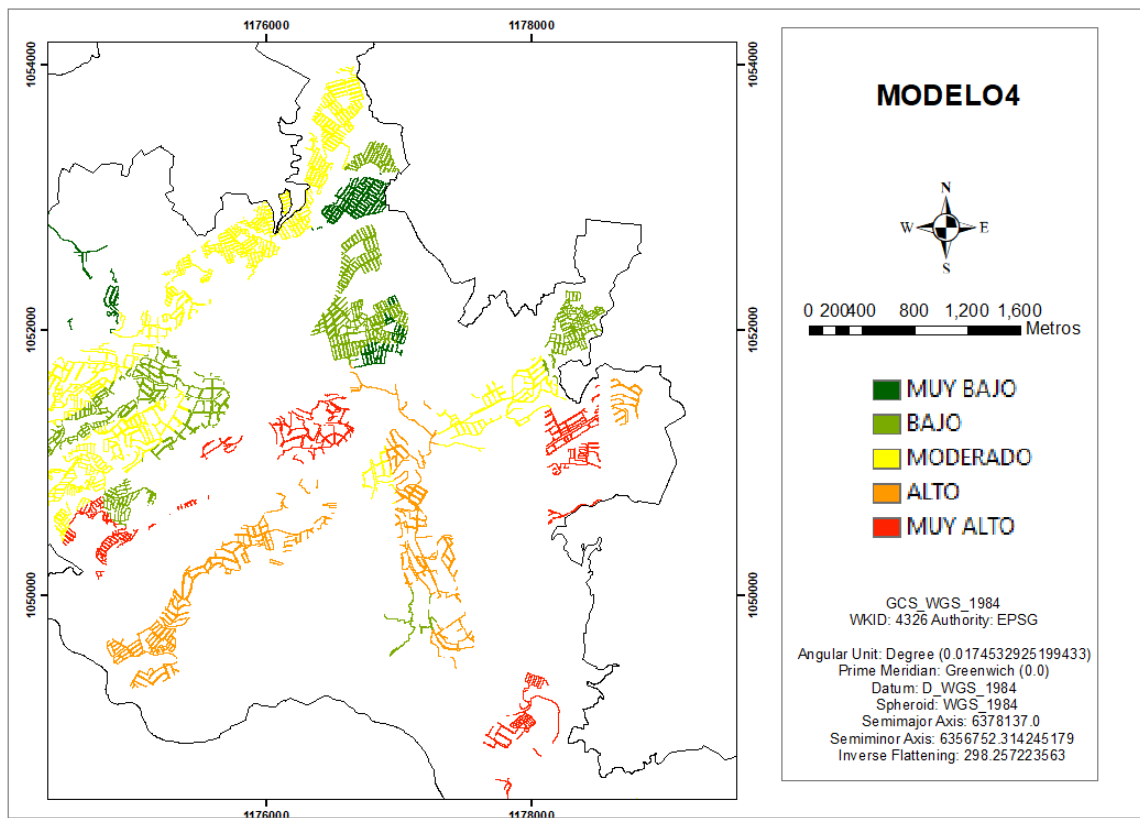 1176000
1178000
1054000
1054000
1052000
1052000
1050000
1050000
1176000
1178000
MODELO4
N
W
E
S
0 200400 800 1,200 1,600
Metros
MUY BAJO
BAJO
MODERADO
ALTO
MUY ALTO
GCS_WGS_1984
WKID: 4326 Authority: EPSG
Angular Unit: Degree (0.0174532925199433)
Prime Meridian: Greenwich (0.0)
Datum: D_WGS_1984
Spheroid: WGS_1984
Semimajor Axis: 6378137.0
Semiminor Axis: 6356752.314245179
Inverse Flattening: 298.257223563